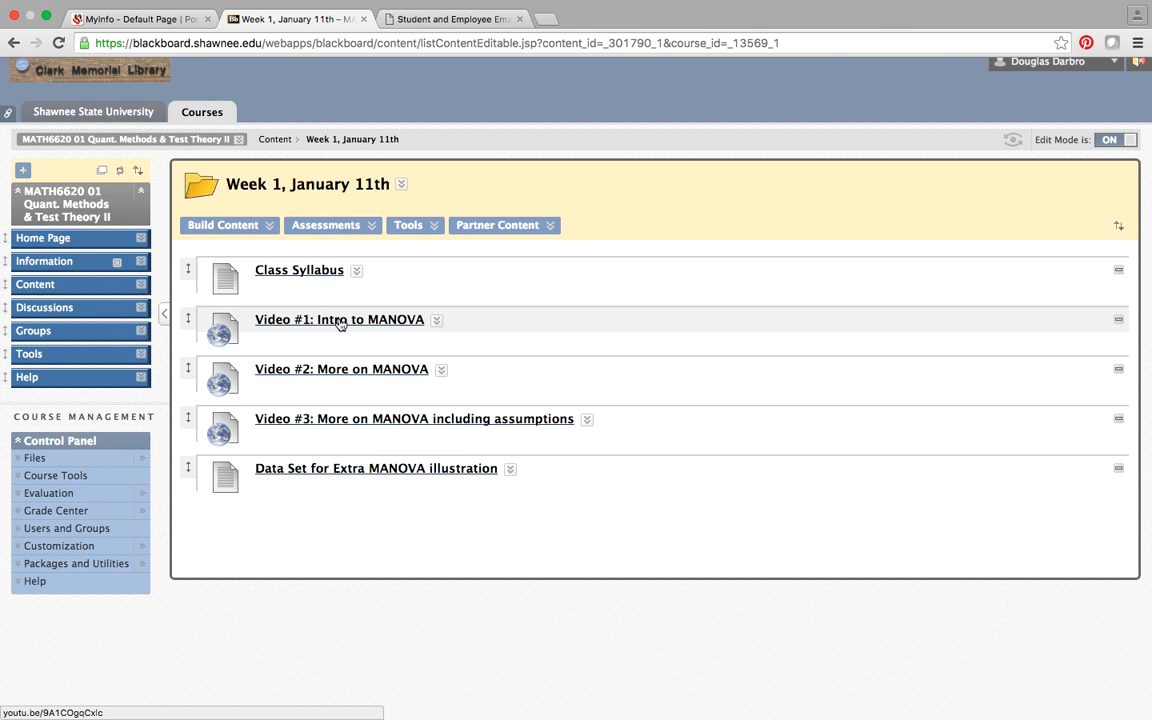 MyInfo - Default Page | Po
Week 1, January 11th – MA
Student and Employee Ema
https://blackboard.shawnee.edu/webapps/blackboard/content/listContentEditable.jsp?content_id=_301790_1&course_id=_13569_1
Clark Memorial Library
Douglas Darbro
Shawnee State University
Courses
MATH6620 01 Quant. Methods & Test Theory II
Content > Week 1, January 11th
Edit Mode is: ON
MATH6620 01
Quant. Methods
& Test Theory II
Home Page
Information
Content
Discussions
Groups
Tools
Help
COURSE MANAGEMENT
Control Panel
Files
Course Tools
Evaluation
Grade Center
Users and Groups
Customization
Packages and Utilities
Help
Week 1, January 11th
Build Content
Assessments
Tools
Partner Content
Class Syllabus
Video #1: Intro to MANOVA
Video #2: More on MANOVA
Video #3: More on MANOVA including assumptions
Data Set for Extra MANOVA illustration
youtu.be/9A1COgqCxlc